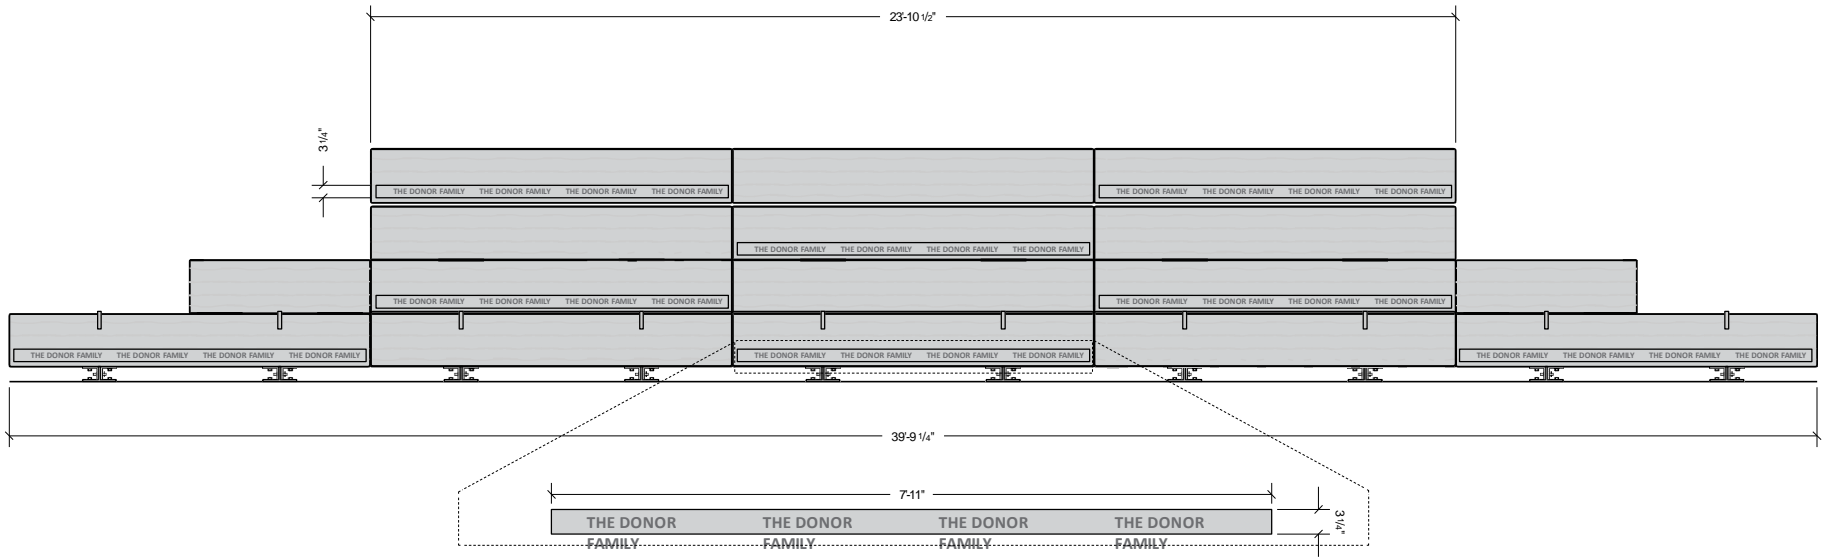 23'-10 1/2"
3 1/4"
THE DONOR FAMILY THE DONOR FAMILY THE DONOR FAMILY THE DONOR FAMILY THE DONOR FAMILY THE DONOR FAMILY THE DONOR FAMILY THE DONOR FAMILY
THE DONOR FAMILY THE DONOR FAMILY THE DONOR FAMILY THE DONOR FAMILY
THE DONOR FAMILY THE DONOR FAMILY THE DONOR FAMILY THE DONOR FAMILY THE DONOR FAMILY THE DONOR FAMILY THE DONOR FAMILY THE DONOR FAMILY
THE DONOR FAMILY THE DONOR FAMILY THE DONOR FAMILY THE DONOR FAMILY THE DONOR FAMILY THE DONOR FAMILY THE DONOR FAMILY THE DONOR FAMILY THE DONOR FAMILY THE DONOR FAMILY THE DONOR FAMILY THE DONOR FAMILY
39'-9 1/4"
7'-11"
THE DONOR THE DONOR THE DONOR THE DONOR
FAMILY FAMILY FAMILY FAMILY
3 1/4"